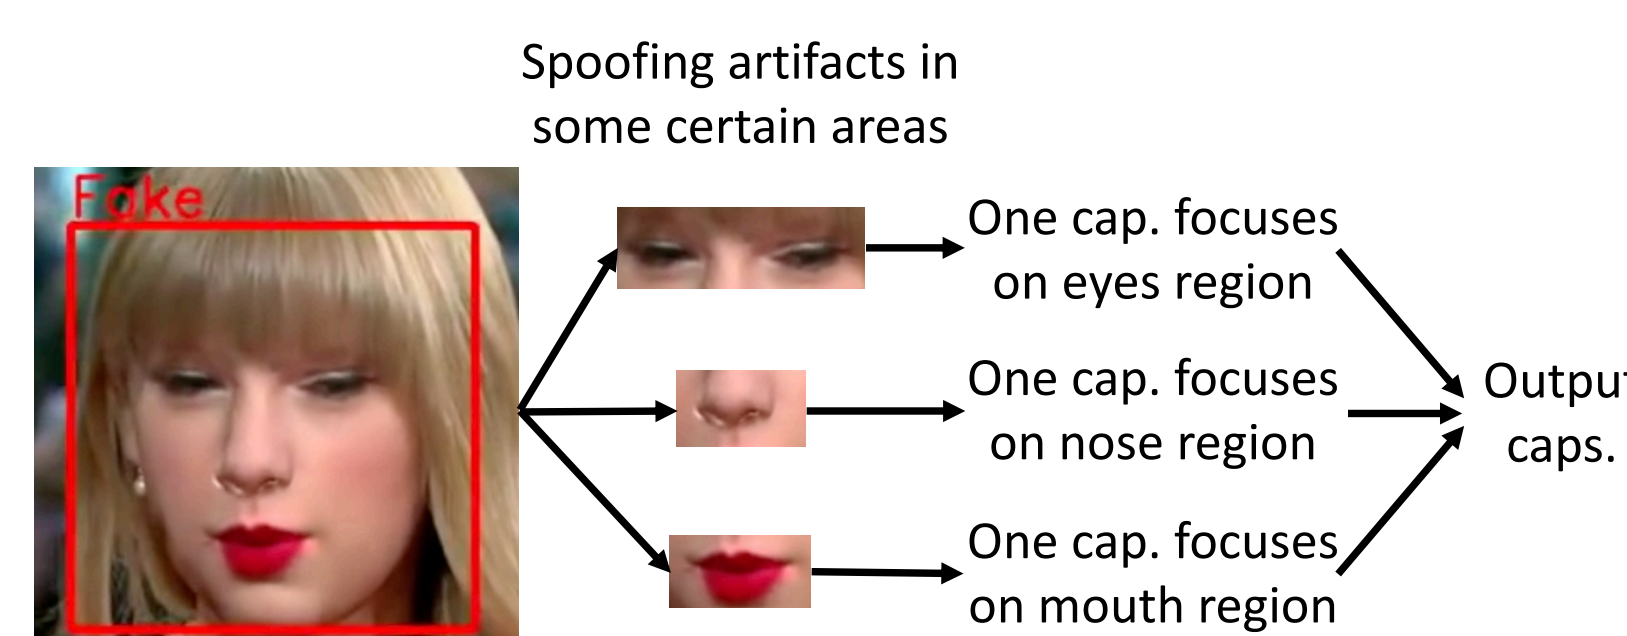 Spoofing artifacts in
some certain areas
Fake
One cap. focuses
on eyes region
One cap. focuses
on nose region
One cap. focuses
on mouth region
Outpu
caps.